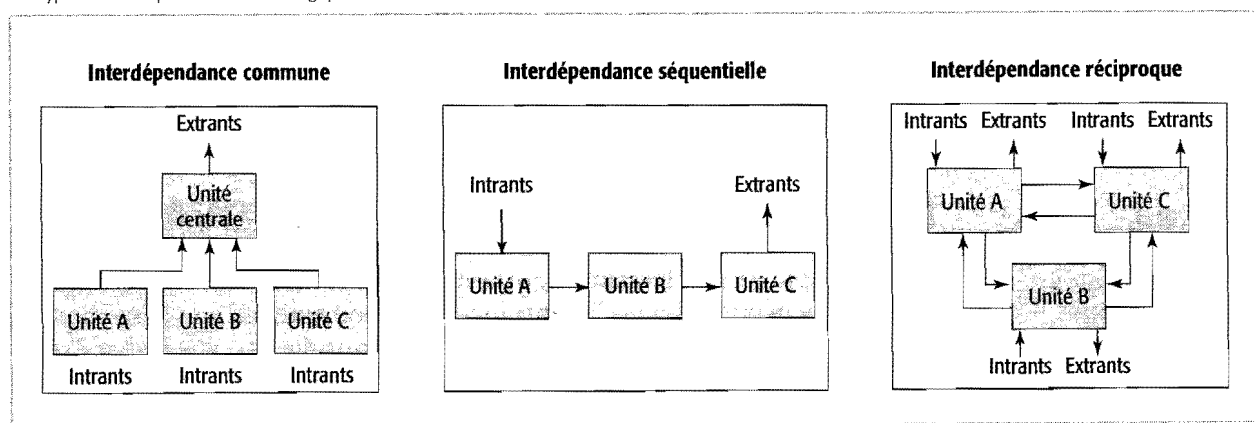 Interdépendance commune
Extrants
Unité
centrale
Unité A Unité B Unité C
Intrants Intrants Intrants
Interdépendance séquentielle
Intrants Extrants
Unité A Unité B Unité C
Interdépendance réciproque
Intrants Extrants Intrants Extrants
Unité A Unité C
Unité B
Intrants Extrants